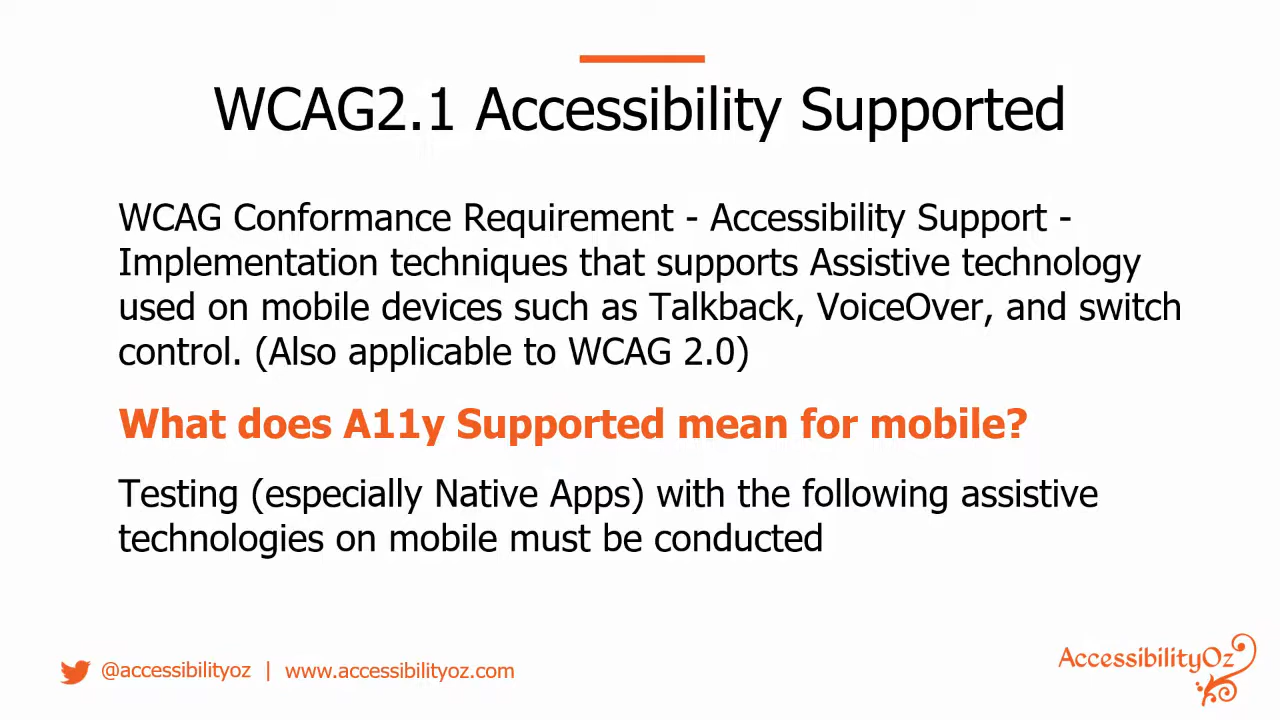 WCAG2.1 Accessibility Supported
WCAG Conformance Requirement - Accessibility Support -
Implementation techniques that supports Assistive technology
used on mobile devices such as Talkback, VoiceOver, and switch
control. (Also applicable to WCAG 2.0)
What does A11y Supported mean for mobile?
Testing (especially Native Apps) with the following assistive
technologies on mobile must be conducted
@accessibilityoz | www.accessibilityoz.com
AccessibilityOz